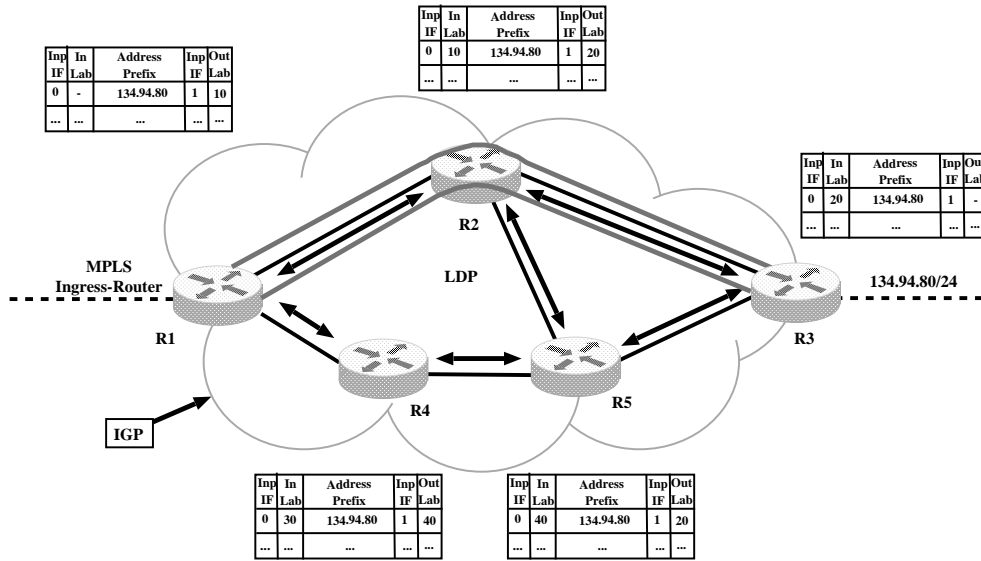 Inp In Address Inp Out
IF Lab Prefix IF Lab
0 10 134.94.80 1 20
... ... ... ... ...
Inp In Address Inp Out
IF Lab Prefix IF Lab
0 - 134.94.80 1 10
... ... ... ... ...
Inp In Address Inp Out
IF Lab Prefix IF Lab
0 20 134.94.80 1 -
... ... ... ... ...
R2
MPLS
Ingress-Router
LDP
134.94.80/24
R1
R3
R4
R5
IGP
Inp In Address Inp Out
IF Lab Prefix IF Lab
0 30 134.94.80 1 40
... ... ... ... ...
Inp In Address Inp Out
IF Lab Prefix IF Lab
0 40 134.94.80 1 20
... ... ... ... ...